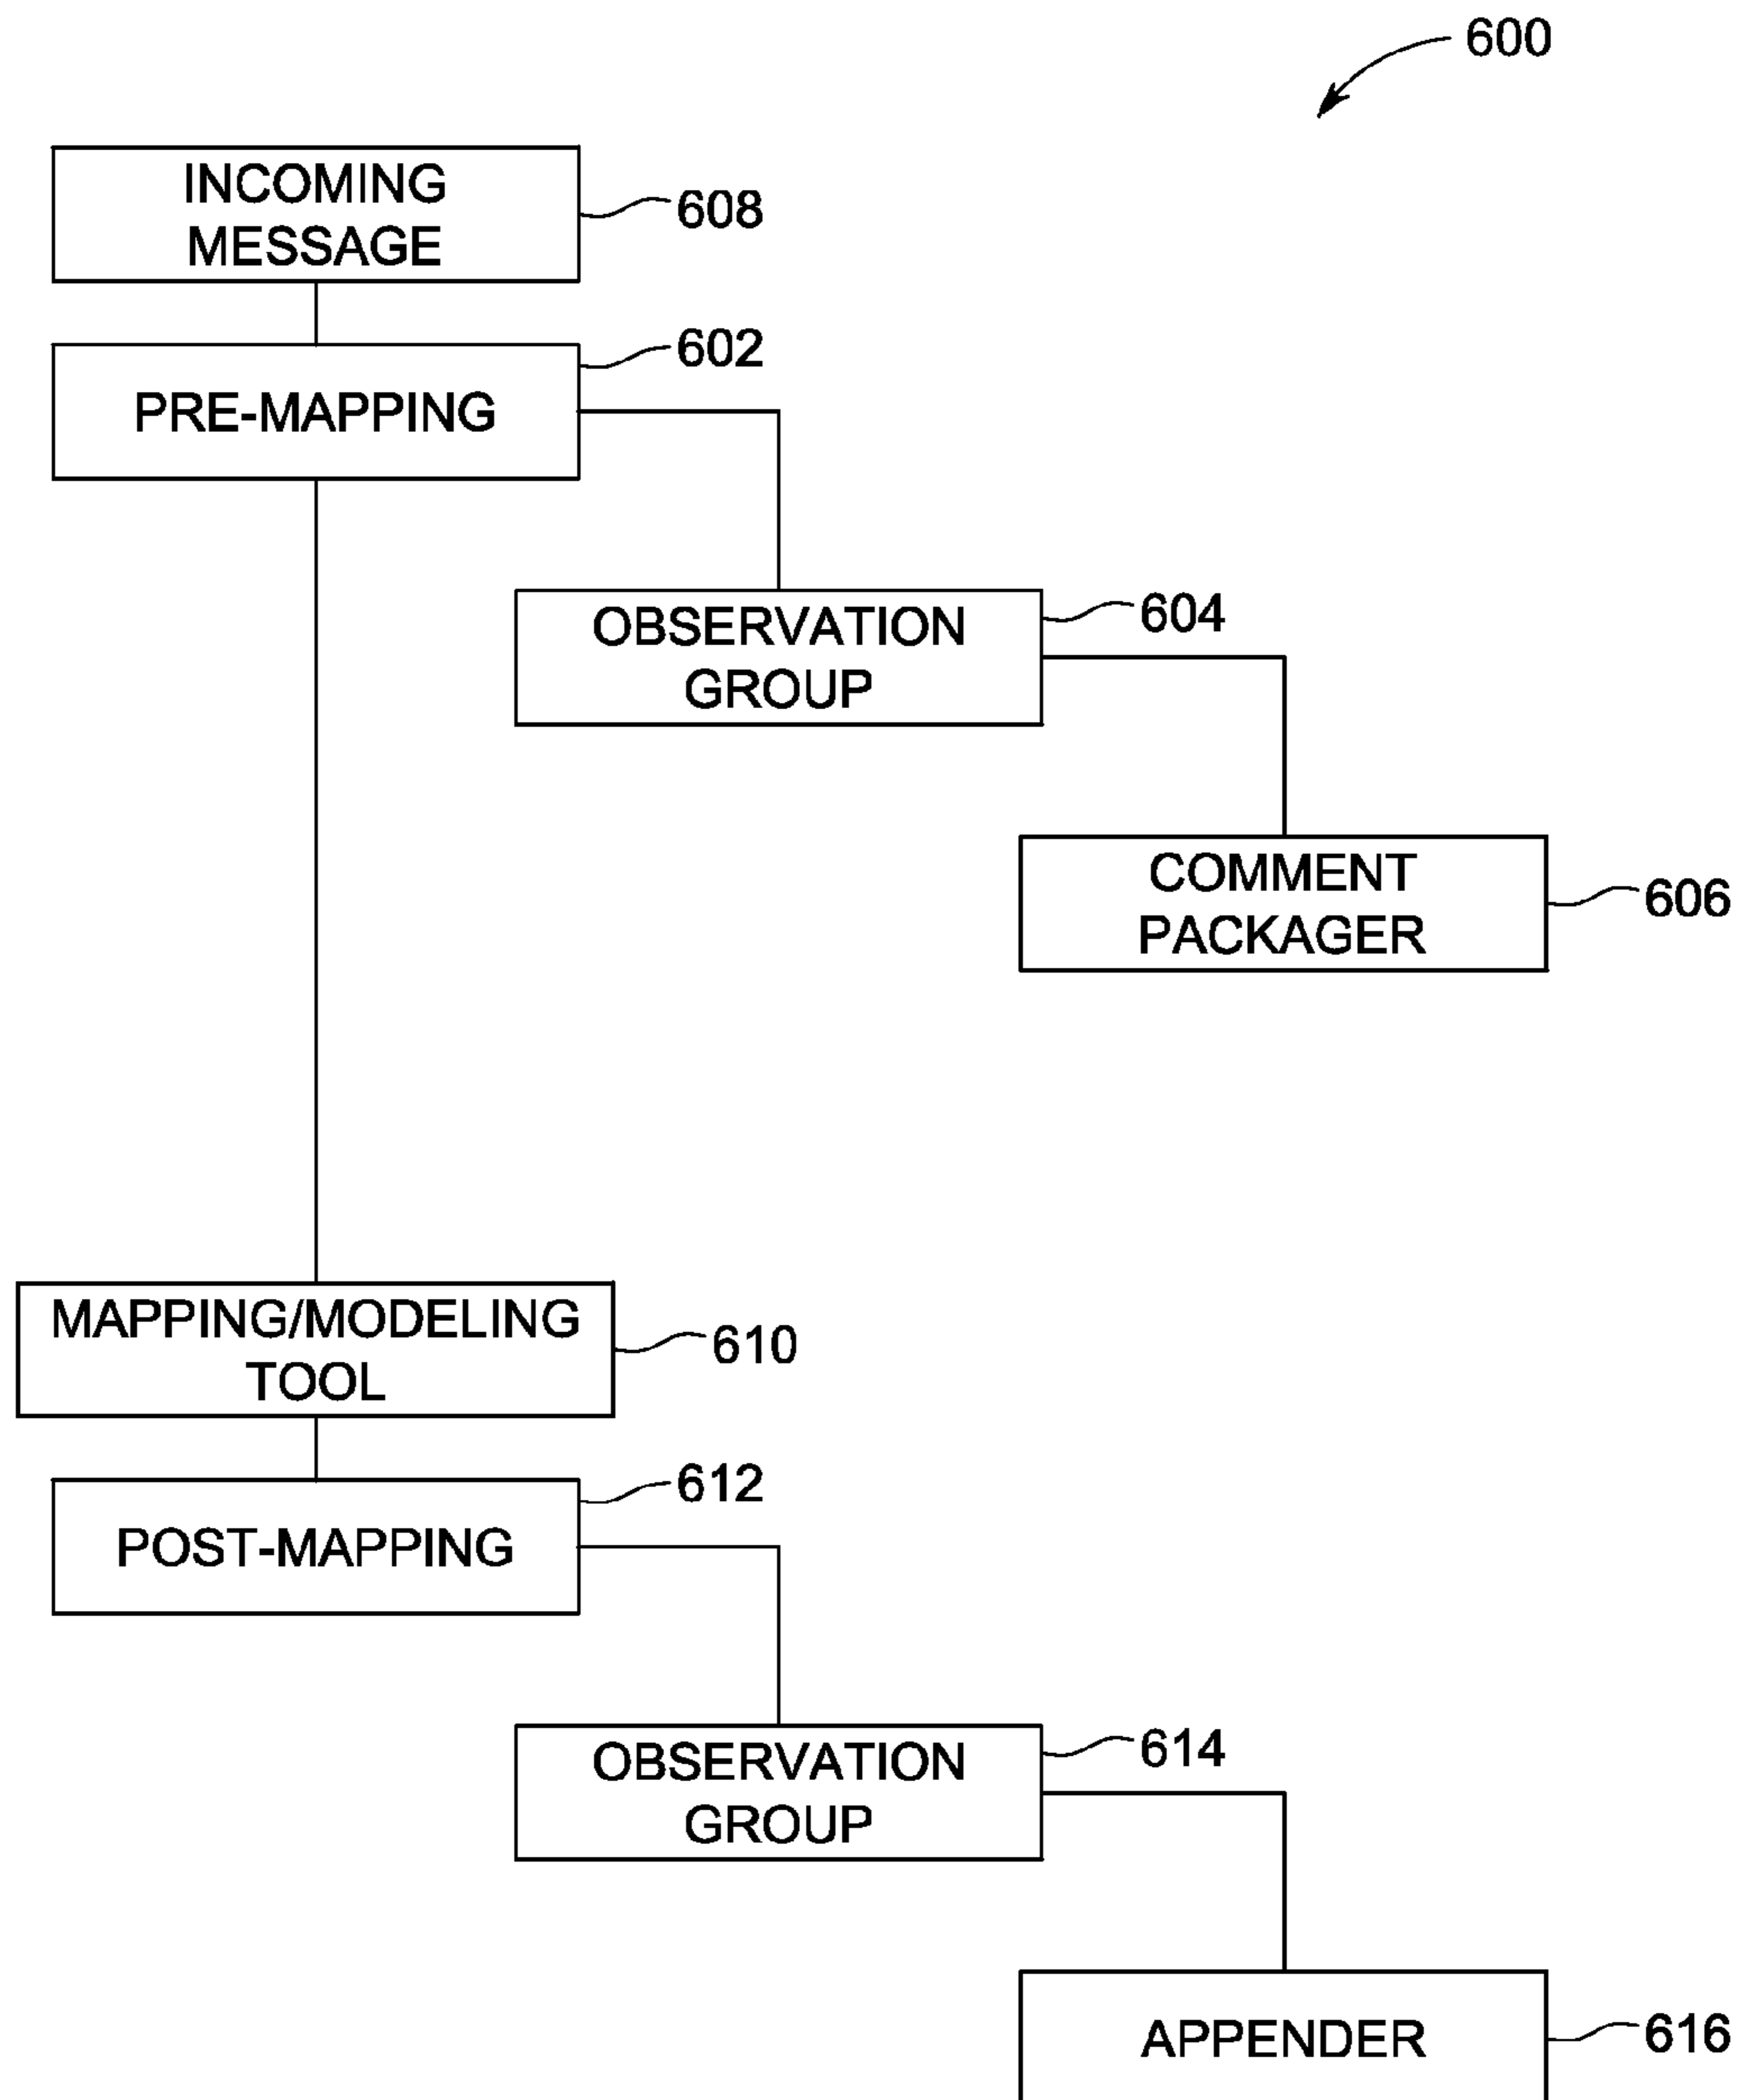 600
INCOMING
MESSAGE
608
602
PRE-MAPPING
OBSERVATION
GROUP
604
COMMENT
PACKAGER
606
MAPPING/MODELING
TOOL
610
612
POST-MAPPING
OBSERVATION
GROUP
614
APPENDER
616